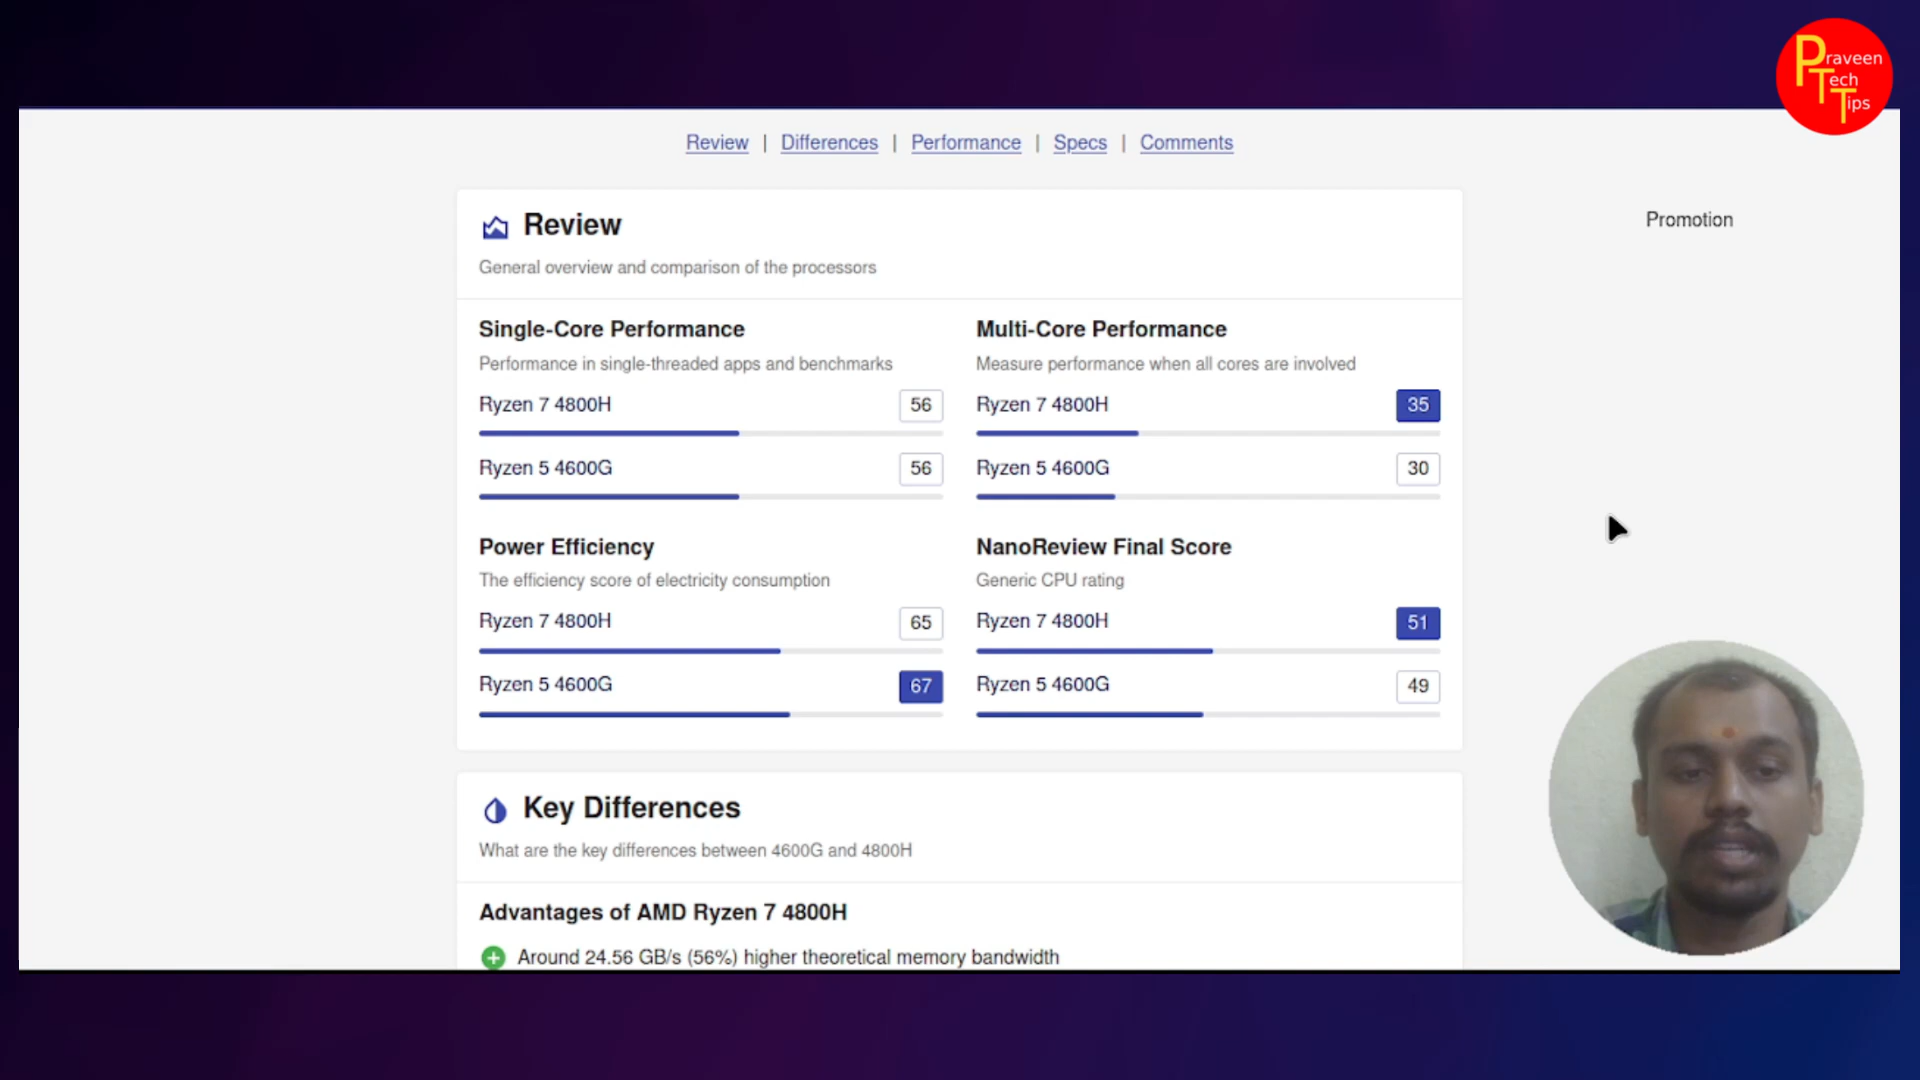 Praveen
Tech
Tips
Review | Differences | Performance | Specs | Comments
Review
General overview and comparison of the processors
Promotion
Single-Core Performance
Performance in single-threaded apps and benchmarks
Ryzen 7 4800H 56
Ryzen 5 4600G 56
Multi-Core Performance
Measure performance when all cores are involved
Ryzen 7 4800H 35
Ryzen 5 4600G 30
Power Efficiency
The efficiency score of electricity consumption
Ryzen 7 4800H 65
Ryzen 5 4600G 67
NanoReview Final Score
Generic CPU rating
Ryzen 7 4800H 51
Ryzen 5 4600G 49
Key Differences
What are the key differences between 4600G and 4800H
Advantages of AMD Ryzen 7 4800H
Around 24.56 GB/s (56%) higher theoretical memory bandwidth